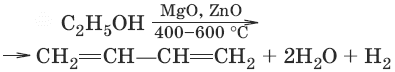 C₂H₅OH MgO, ZnO 400–600 °C →
→ CH₂=CH—CH=CH₂ + 2H₂O + H₂